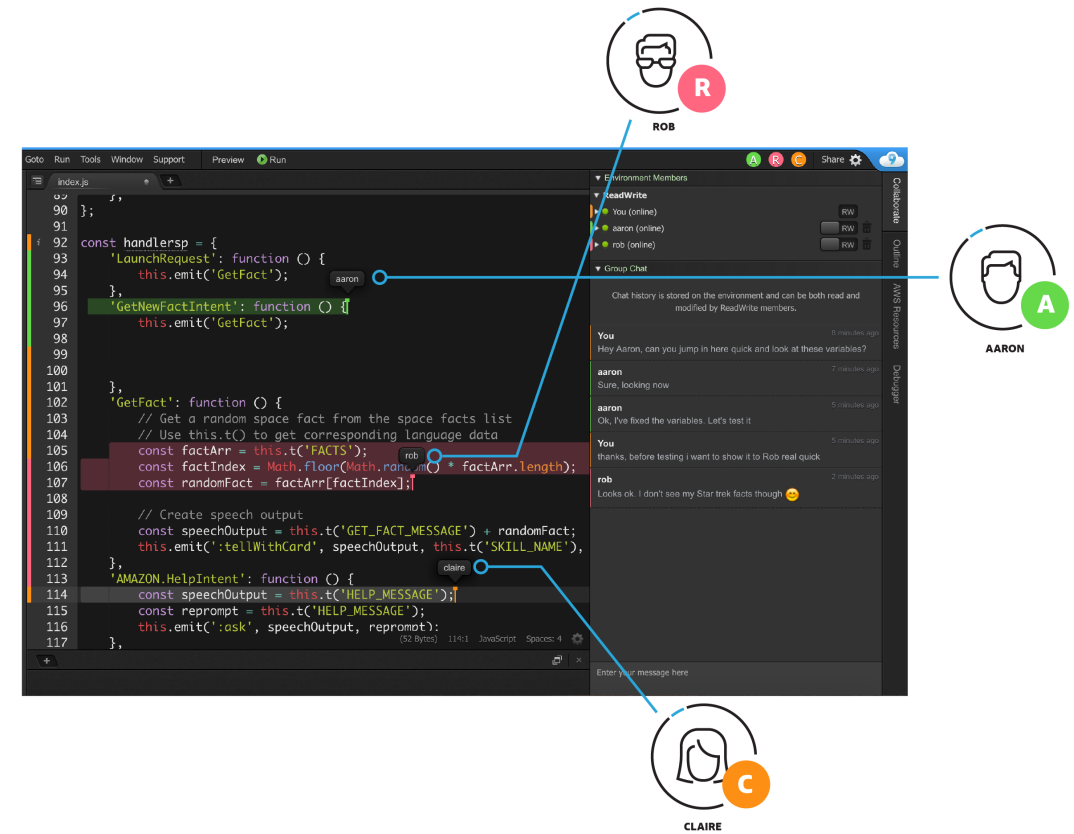 R
ROB
Goto Run Tools Window Support Preview Run
A R C Share 9
index.js
+
89 },
90 };
91
i 92 const handlersp = {
93 'LaunchRequest': function () {
94 this.emit('GetFact');
aaron
95 },
96 'GetNewFactIntent': function () {
97 this.emit('GetFact');
98
99
100
101 },
102 'GetFact': function () {
103 // Get a random space fact from the space facts list
104 // Use this.t() to get corresponding language data
105 const factArr = this.t('FACTS');
rob
106 const factIndex = Math.floor(Math.random() * factArr.length);
107 const randomFact = factArr[factIndex];
108
109 // Create speech output
110 const speechOutput = this.t('GET_FACT_MESSAGE') + randomFact;
111 this.emit(':tellWithCard', speechOutput, this.t('SKILL_NAME'),
112 },
claire
113 'AMAZON.HelpIntent': function () {
114 const speechOutput = this.t('HELP_MESSAGE');
115 const reprompt = this.t('HELP_MESSAGE');
116 this.emit(':ask', speechOutput, reprompt);
117 },
(52 Bytes) 114:1 JavaScript Spaces: 4
+
×
Environment Members
ReadWrite
You (online) RW
aaron (online) RW
rob (online) RW
Group Chat
Chat history is stored on the environment and can be both read and
modified by ReadWrite members.
You 8 minutes ago
Hey Aaron, can you jump in here quick and look at these variables?
aaron 7 minutes ago
Sure, looking now
aaron 5 minutes ago
Ok, I've fixed the variables. Let's test it
You 5 minutes ago
thanks, before testing i want to show it to Rob real quick
rob 2 minutes ago
Looks ok. I don't see my Star trek facts though 😊
Enter your message here
Collaborate
Outline
AWS Resources
Debugger
A
AARON
C
CLAIRE